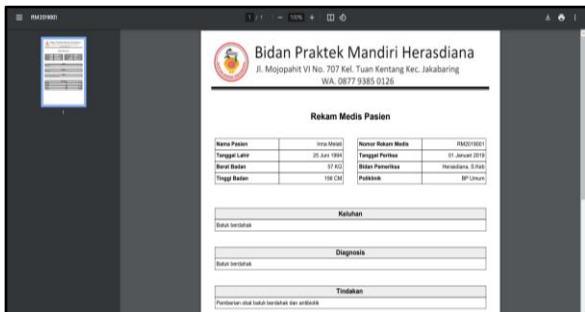 RM2019001
1 / 1
100%
1
Bidan Praktek Mandiri Herasdiana
Jl. Mojopahit VI No. 707 Kel. Tuan Kentang Kec. Jakabaring
WA. 0877 9385 0126
Rekam Medis Pasien
Nama Pasien Irma Melati Nomor Rekam Medis RM2019001
Tanggal Lahir 25 Juni 1994 Tanggal Periksa 01 Januari 2019
Berat Badan 57 KG Bidan Pemeriksa Herasdiana, S.Keb
Tinggi Badan 156 CM Poliklinik BP Umum
Keluhan
Batuk berdahak
Diagnosis
Batuk berdahak
Tindakan
Pemberian obat batuk berdahak dan antibiotik